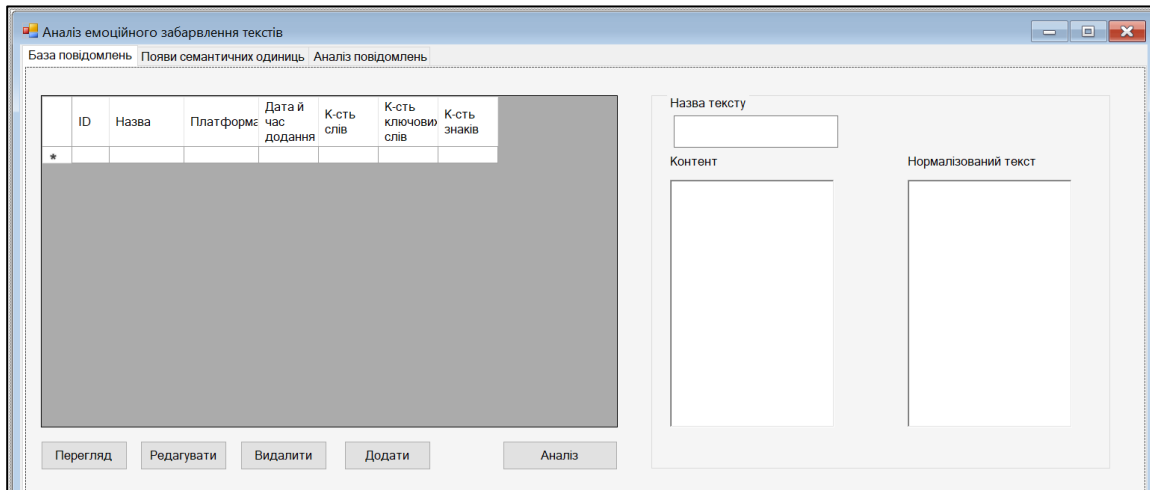 Аналіз емоційного забарвлення текстів
База повідомлень Появи семантичних одиниць Аналіз повідомлень
ID Назва Платформа Дата й час додання К-сть слів К-сть ключових слів К-сть знаків
*
Назва тексту
Контент Нормалізований текст
Перегляд Редагувати Видалити Додати Аналіз